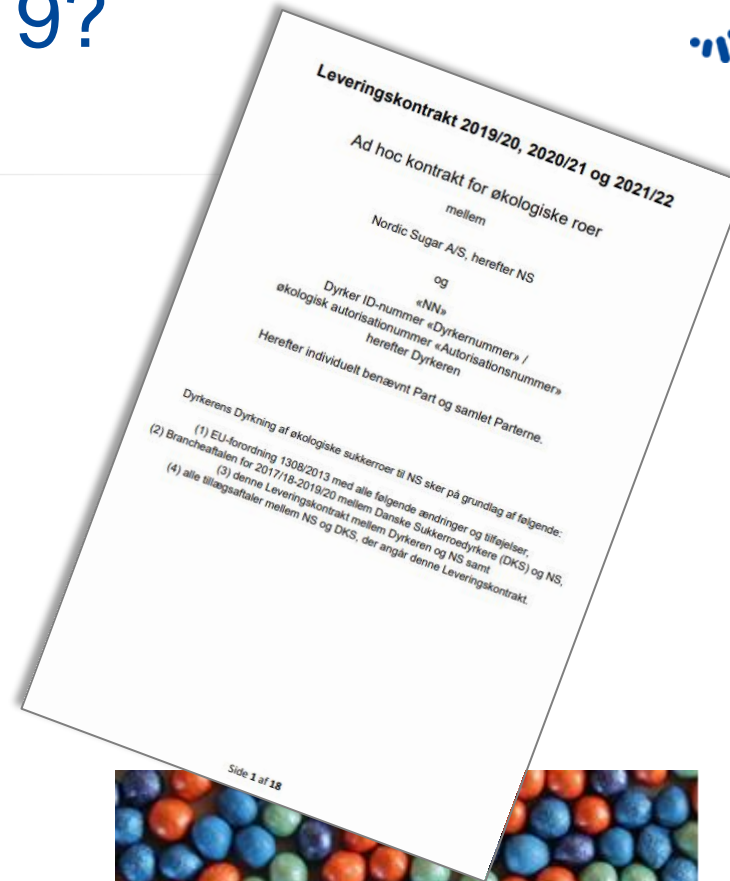 9?
Leveringskontrakt 2019/20, 2020/21 og 2021/22
Ad hoc kontrakt for økologiske roer
mellem
Nordic Sugar A/S, herefter NS
og
«NN»
Dyrker ID-nummer «Dyrkernummer» /
økologisk autorisationummer «Autorisationsnummer»
herefter Dyrkeren
Herefter individuelt benævnt Part og samlet Parterne.
Dyrkerens Dyrkning af økologiske sukkerroer til NS sker på grundlag af følgende:
(1) EU-forordning 1308/2013 med alle følgende ændringer og tilføjelser,
(2) Brancheaftalen for 2017/18-2019/20 mellem Danske Sukkerroedyrkere (DKS) og NS,
(3) denne Leveringskontrakt mellem Dyrkeren og NS samt
(4) alle tillægsaftaler mellem NS og DKS, der angår denne Leveringskontrakt.
Side 1 af 18